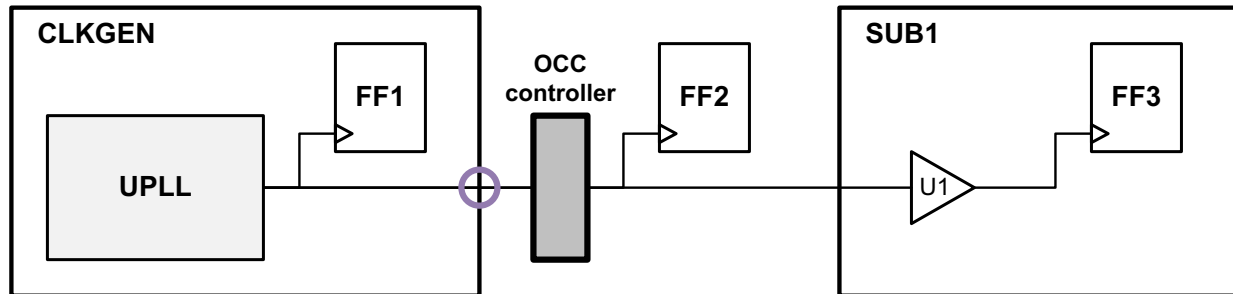 CLKGEN
UPLL
FF1
OCC
controller
FF2
SUB1
U1
FF3